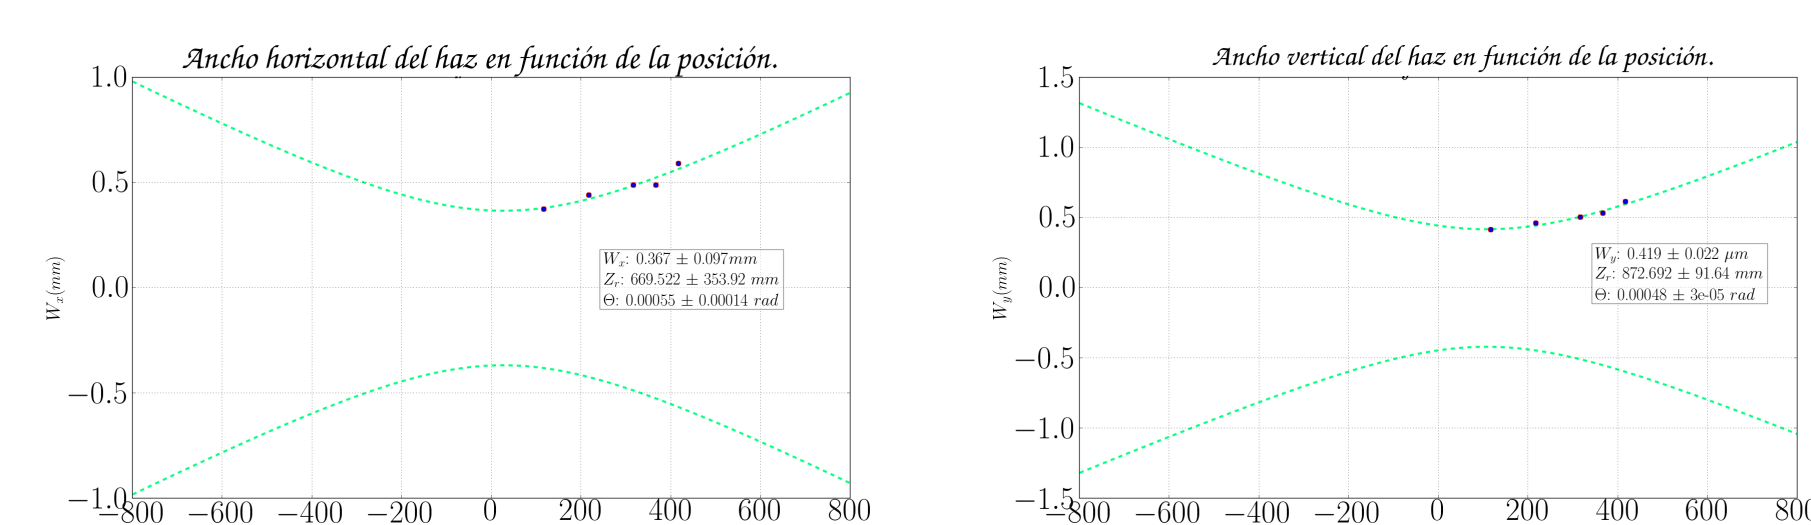 Ancho horizontal del haz en función de la posición.
1.0
0.5
0.0
−0.5
−1.0
W_x(mm)
W_x: 0.367 ± 0.097mm
Z_r: 669.522 ± 353.92 mm
Θ: 0.00055 ± 0.00014 rad
−800 −600 −400 −200 0 200 400 600 800
Ancho vertical del haz en función de la posición.
1.5
1.0
0.5
0.0
−0.5
−1.0
−1.5
W_y(mm)
W_y: 0.419 ± 0.022 μm
Z_r: 872.692 ± 91.64 mm
Θ: 0.00048 ± 3e-05 rad
−800 −600 −400 −200 0 200 400 600 800